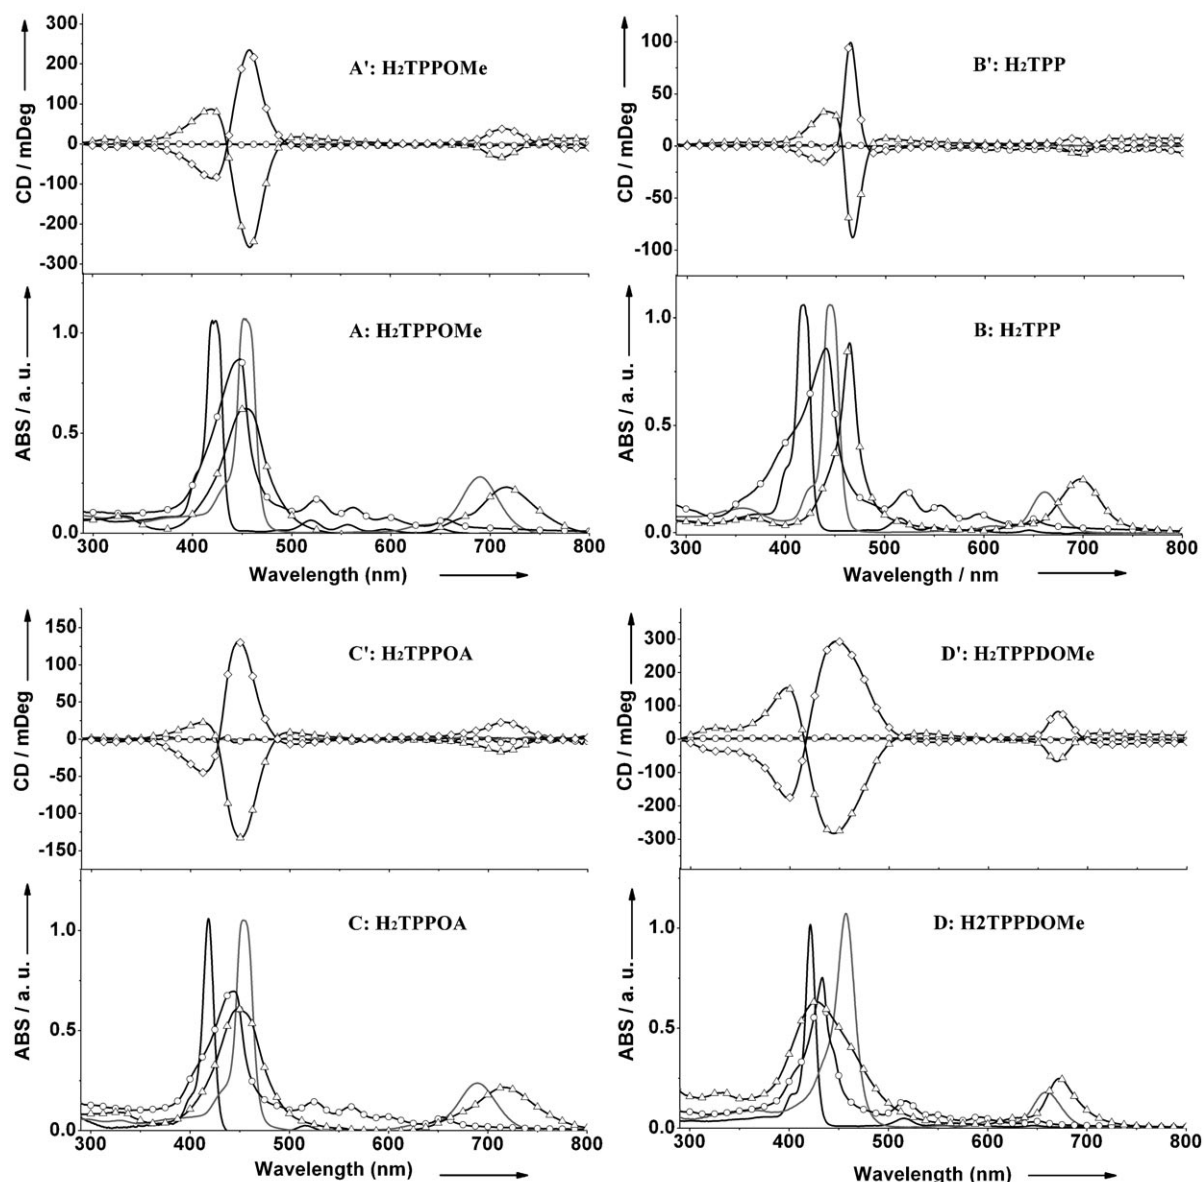 300
200
100
0
-100
-200
-300
CD / mDeg
A': H₂TPPOMe
100
50
0
-50
-100
CD / mDeg
B': H₂TPP
1.0
0.5
0.0
ABS / a. u.
A: H₂TPPOMe
300 400 500 600 700 800
Wavelength (nm)
1.0
0.5
0.0
ABS / a. u.
B: H₂TPP
300 400 500 600 700 800
Wavelength / nm
150
100
50
0
-50
-100
-150
CD / mDeg
C': H₂TPPOA
300
200
100
0
-100
-200
-300
CD / mDeg
D': H₂TPPDOMe
1.0
0.5
0.0
ABS / a. u.
C: H₂TPPOA
300 400 500 600 700 800
Wavelength (nm)
1.0
0.5
0.0
ABS / a. u.
D: H2TPPDOMe
300 400 500 600 700 800
Wavelength (nm)